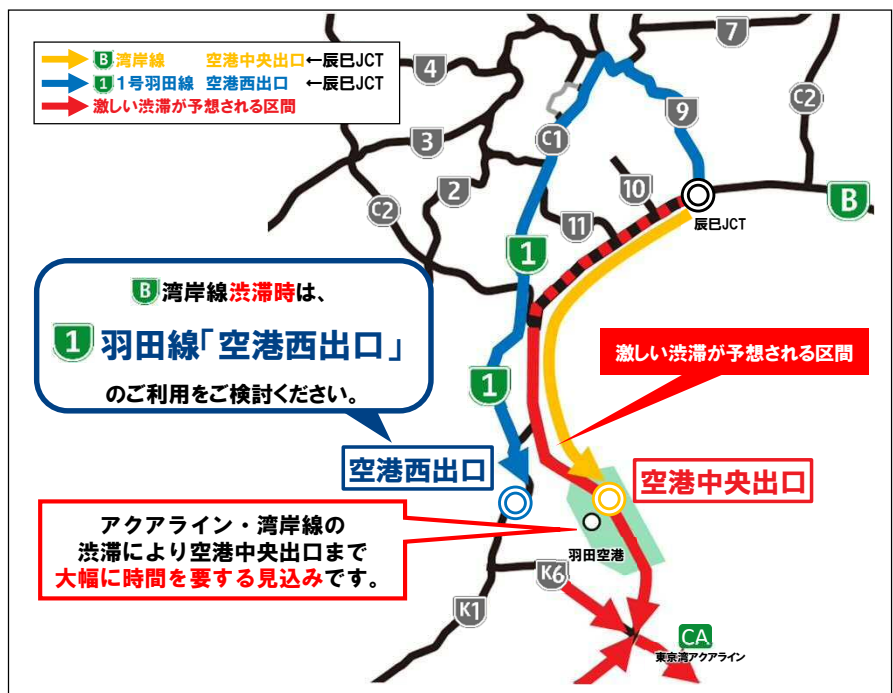 B 湾岸線 空港中央出口←辰巳JCT
1 1号羽田線 空港西出口 ←辰巳JCT
激しい渋滞が予想される区間
7
4
9
C2
3
C1
2
10
C2
B
11
辰巳JCT
1
B 湾岸線渋滞時は、
1 羽田線「空港西出口」
のご利用をご検討ください。
激しい渋滞が予想される区間
1
空港西出口
空港中央出口
アクアライン・湾岸線の
渋滞により空港中央出口まで
大幅に時間を要する見込みです。
羽田空港
K6
K1
CA
東京湾アクアライン